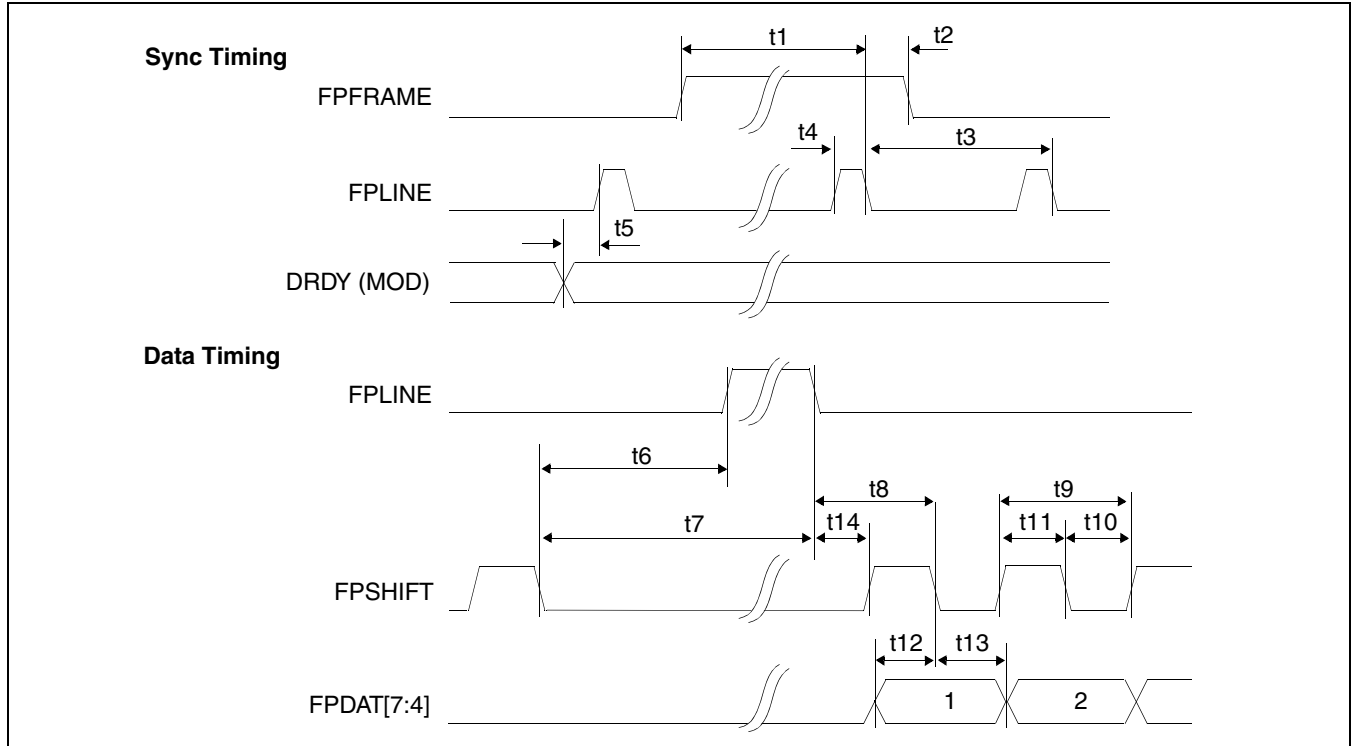 t1
t2
Sync Timing
FPFRAME
t4
t3
FPLINE
t5
DRDY (MOD)
Data Timing
FPLINE
t6
t8
t9
t7
t14
t11
t10
FPSHIFT
t12
t13
FPDAT[7:4]
1
2